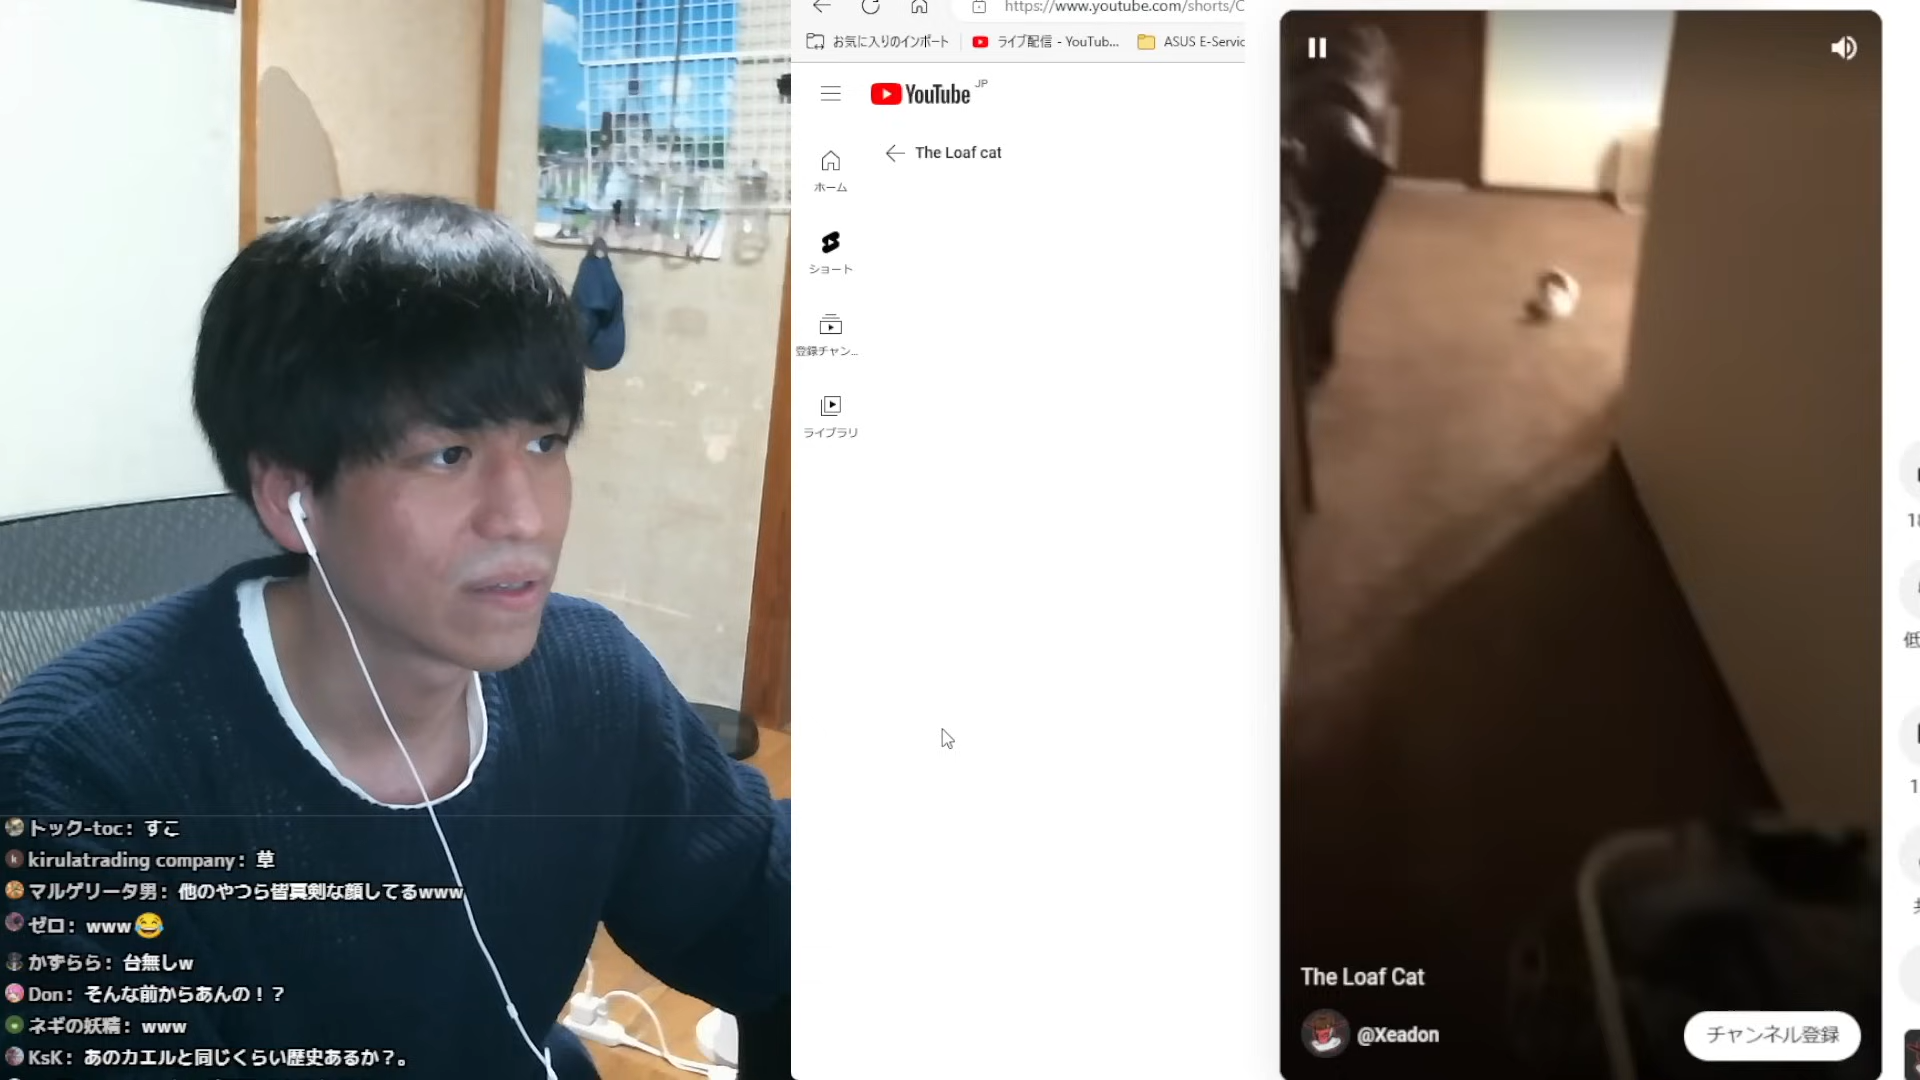 https://www.youtube.com/shorts/
お気に入りのインポート
ライブ配信 - YouTub...
ASUS E-Servic
YouTube JP
The Loaf cat
ホーム
ショート
登録チャン...
ライブラリ
The Loaf Cat
@Xeadon
チャンネル登録
低
トック-toc: すこ
kirulatrading company: 草
マルゲリータ男: 他のやつら皆真剣な顔してるwww
ゼロ: www😂
かずらら: 台無しw
Don: そんな前からあんの！？
ネギの妖精: www
KsK: あのカエルと同じくらい歴史あるか？。